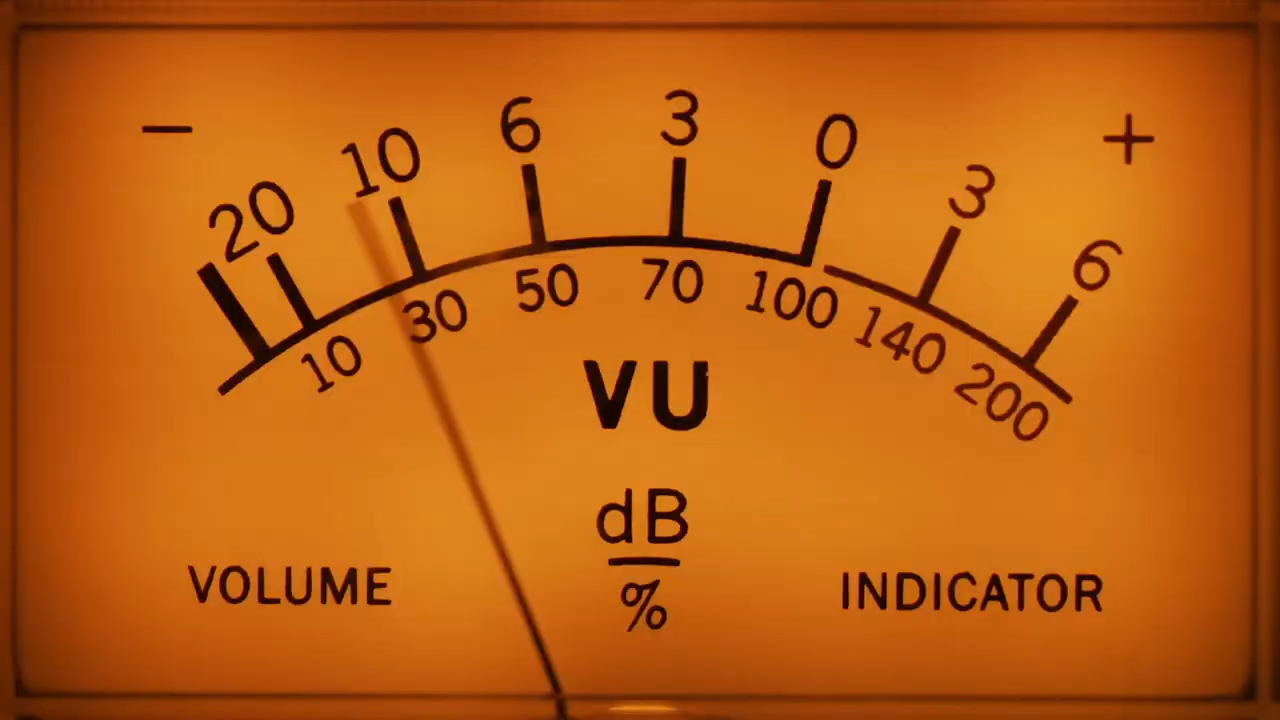 − 20 10 6 3 0 3 6 +
10 30 50 70 100 140 200
VU
dB
%
VOLUME INDICATOR